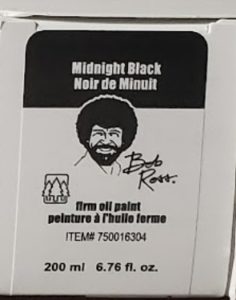 Midnight Black
Noir de Minuit
Bob
Ross.
firm oil paint
peinture à l'huile ferme
ITEM# 750016304
200 ml 6.76 fl. oz.